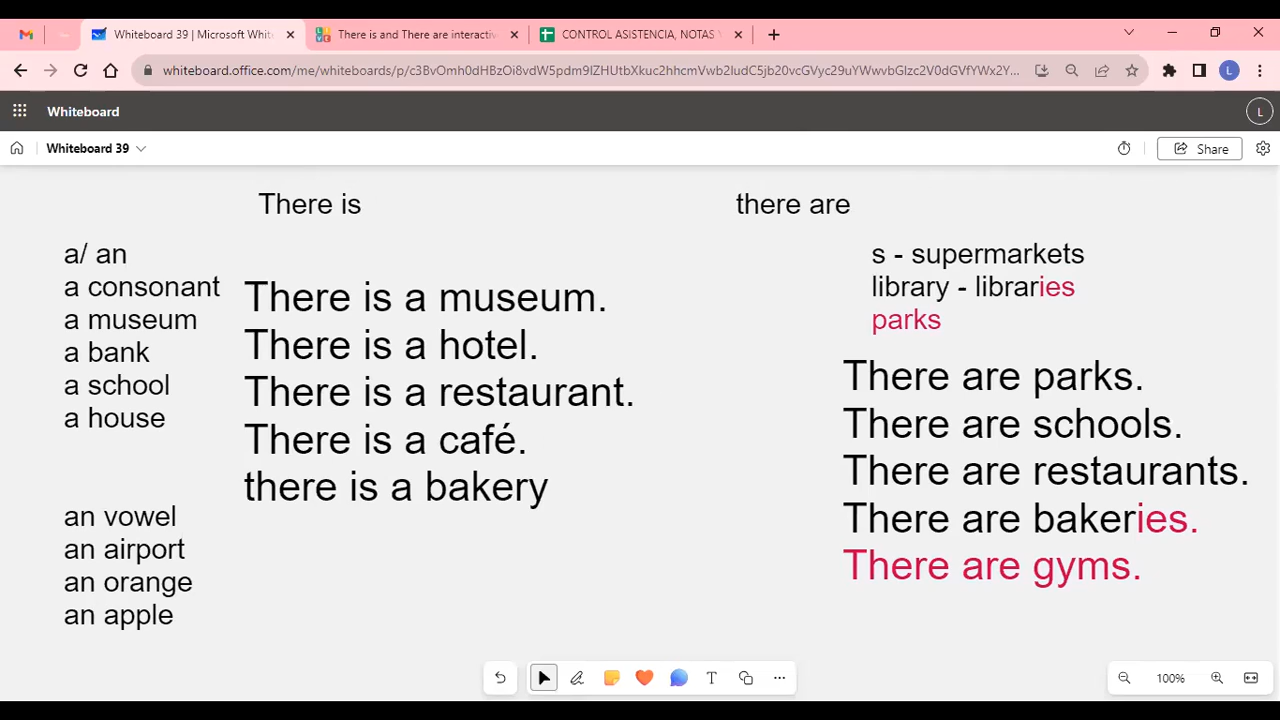 Whiteboard 39 | Microsoft Whit
There is and There are interactiv
CONTROL ASISTENCIA, NOTAS
Whiteboard
L
Whiteboard 39
Share
There is
there are
a/ an
a consonant
a museum
a bank
a school
a house
an vowel
an airport
an orange
an apple
There is a museum.
There is a hotel.
There is a restaurant.
There is a café.
there is a bakery
s - supermarkets
library - libraries
parks
There are parks.
There are schools.
There are restaurants.
There are bakeries.
There are gyms.
100%